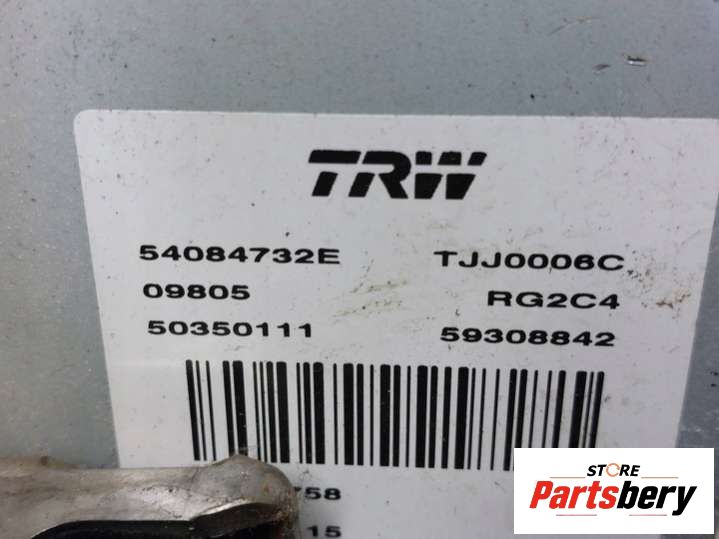 TRW
54084732E TJJ0006C
09805 RG2C4
50350111 59308842
758
15
STORE
Partsbery